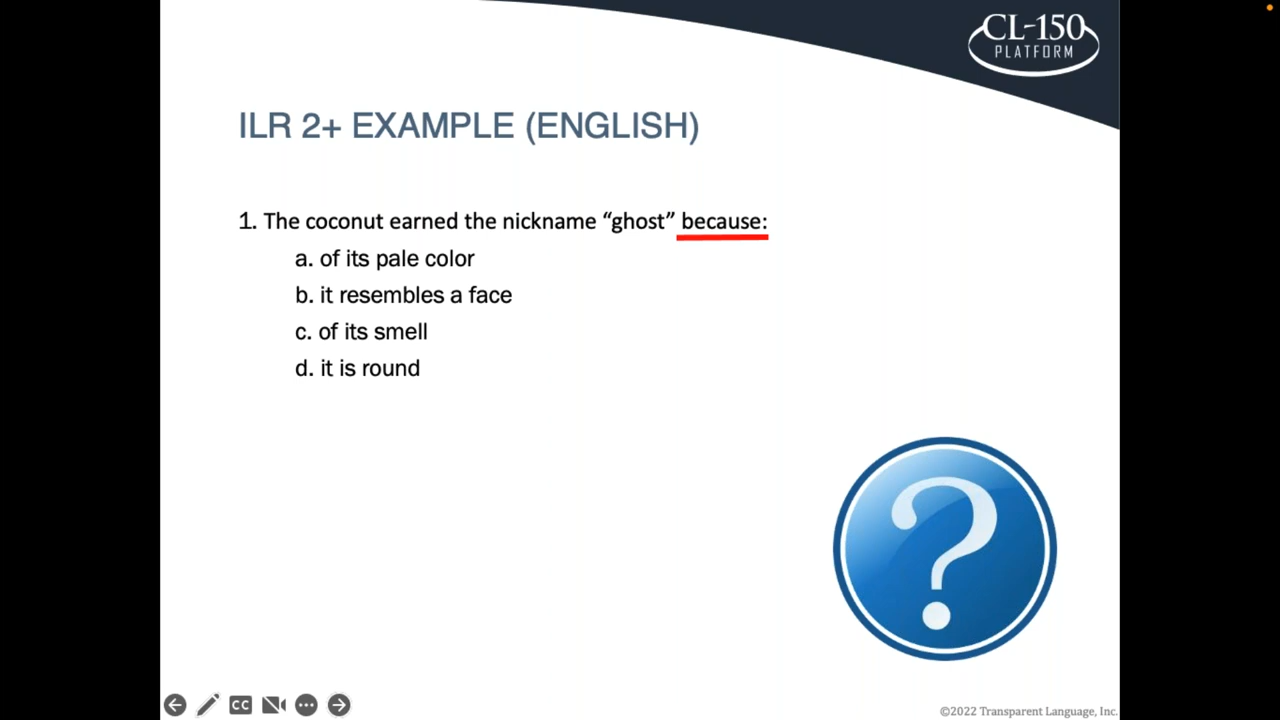 CL-150
PLATFORM
ILR 2+ EXAMPLE (ENGLISH)
1. The coconut earned the nickname “ghost” because:
a. of its pale color
b. it resembles a face
c. of its smell
d. it is round
?
CC
©2022 Transparent Language, Inc.